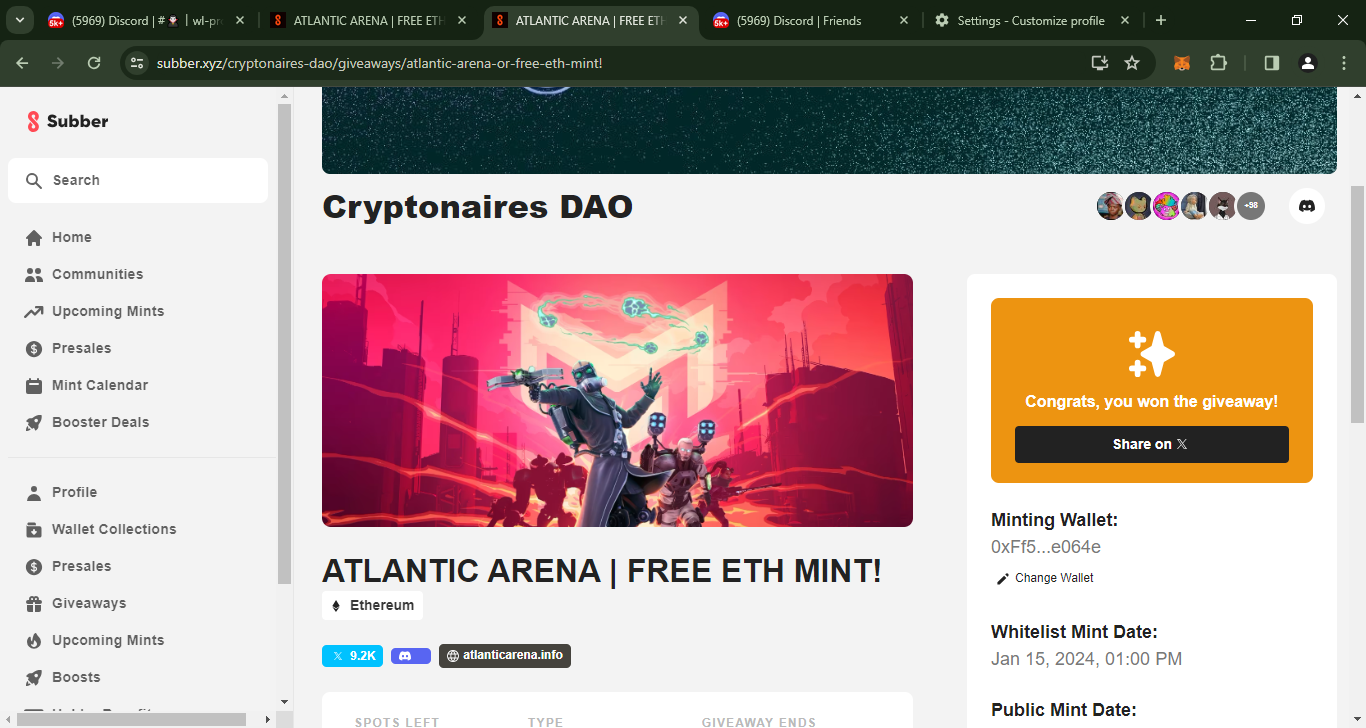 (5969) Discord | #
| wl-pr
ATLANTIC ARENA | FREE ETH
ATLANTIC ARENA | FREE ETH
(5969) Discord | Friends
Settings - Customize profile
subber.xyz/cryptonaires-dao/giveaways/atlantic-arena-or-free-eth-mint!
Subber
Search
Home
Communities
Upcoming Mints
Presales
Mint Calendar
Booster Deals
Profile
Wallet Collections
Presales
Giveaways
Upcoming Mints
Boosts
Cryptonaires DAO
+98
ATLANTIC ARENA | FREE ETH MINT!
Ethereum
𝕏 9.2K
atlanticarena.info
SPOTS LEFT
TYPE
GIVEAWAY ENDS
Congrats, you won the giveaway!
Share on 𝕏
Minting Wallet:
0xFf5...e064e
Change Wallet
Whitelist Mint Date:
Jan 15, 2024, 01:00 PM
Public Mint Date: